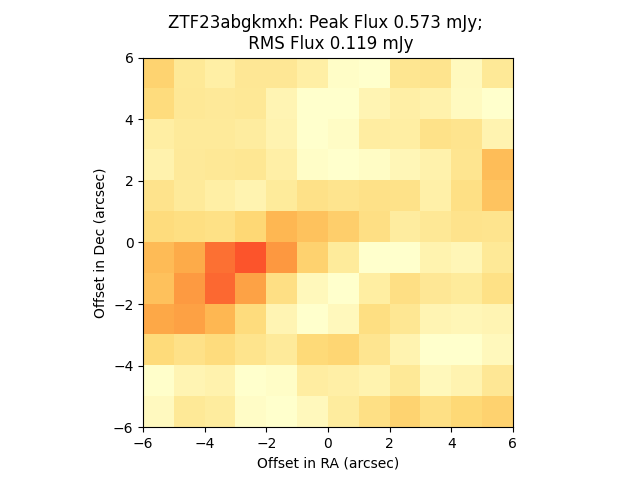 ZTF23abgkmxh: Peak Flux 0.573 mJy;
RMS Flux 0.119 mJy
6
4
2
0
−2
−4
−6
Offset in Dec (arcsec)
−6 −4 −2 0 2 4 6
Offset in RA (arcsec)